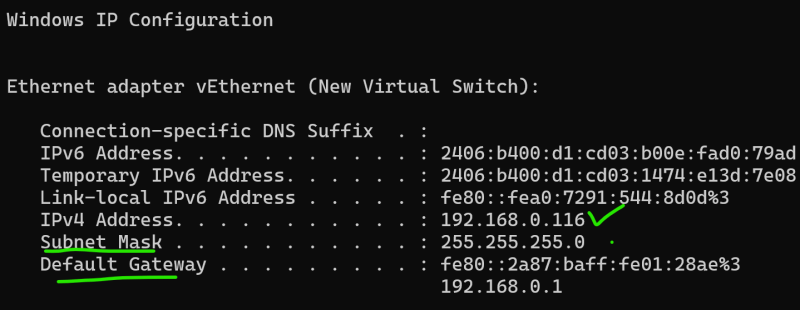 Windows IP Configuration
Ethernet adapter vEthernet (New Virtual Switch):
Connection-specific DNS Suffix . :
IPv6 Address. . . . . . . . . . . : 2406:b400:d1:cd03:b00e:fad0:79ad
Temporary IPv6 Address. . . . . . : 2406:b400:d1:cd03:1474:e13d:7e08
Link-local IPv6 Address . . . . . : fe80::fea0:7291:544:8d0d%3
IPv4 Address. . . . . . . . . . . : 192.168.0.116
Subnet Mask . . . . . . . . . . . : 255.255.255.0
Default Gateway . . . . . . . . . : fe80::2a87:baff:fe01:28ae%3
192.168.0.1